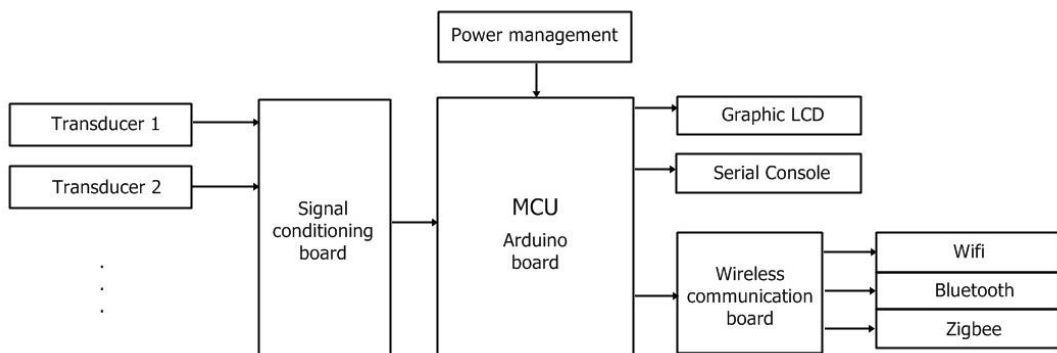 Power management
Transducer 1
Transducer 2
Signal
conditioning
board
MCU
Arduino
board
Graphic LCD
Serial Console
Wireless
communication
board
Wifi
Bluetooth
Zigbee